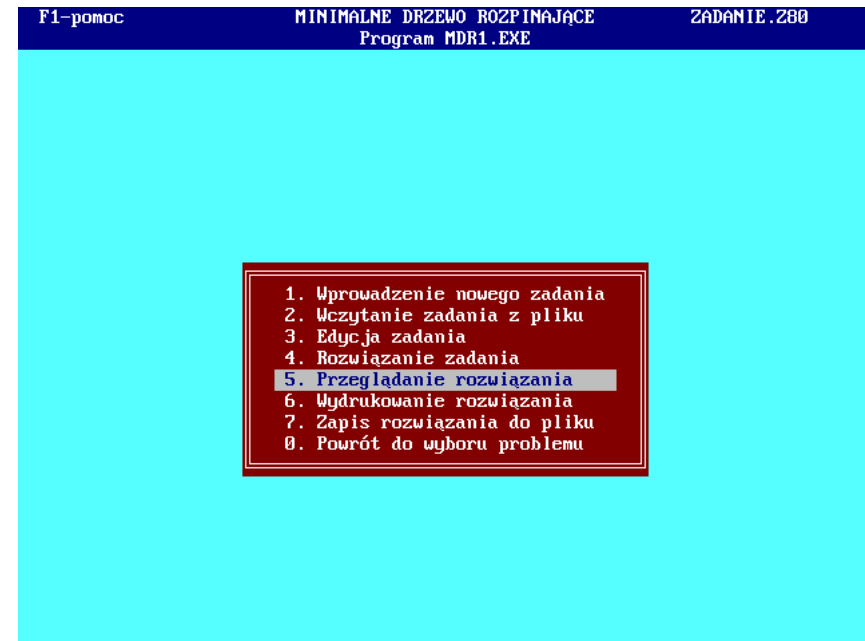 F1-pomoc MINIMALNE DRZEWO ROZPINAJĄCE ZADANIE.Z80
Program MDR1.EXE
1. Wprowadzenie nowego zadania
2. Wczytanie zadania z pliku
3. Edycja zadania
4. Rozwiązanie zadania
5. Przeglądanie rozwiązania
6. Wydrukowanie rozwiązania
7. Zapis rozwiązania do pliku
0. Powrót do wyboru problemu